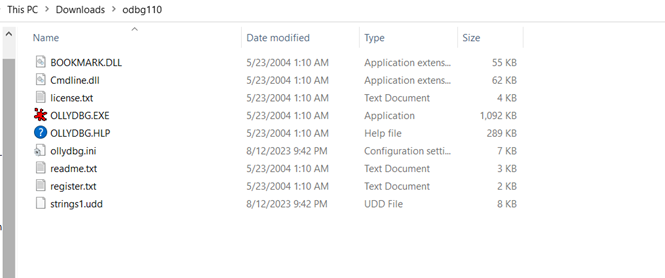 This PC > Downloads > odbg110
Name Date modified Type Size
BOOKMARK.DLL 5/23/2004 1:10 AM Application extens... 55 KB
Cmdline.dll 5/23/2004 1:10 AM Application extens... 62 KB
license.txt 5/23/2004 1:10 AM Text Document 4 KB
OLLYDBG.EXE 5/23/2004 1:10 AM Application 1,092 KB
OLLYDBG.HLP 5/23/2004 1:10 AM Help file 289 KB
ollydbg.ini 8/12/2023 9:42 PM Configuration setti... 7 KB
readme.txt 5/23/2004 1:10 AM Text Document 3 KB
register.txt 5/23/2004 1:10 AM Text Document 2 KB
strings1.udd 8/12/2023 9:42 PM UDD File 8 KB